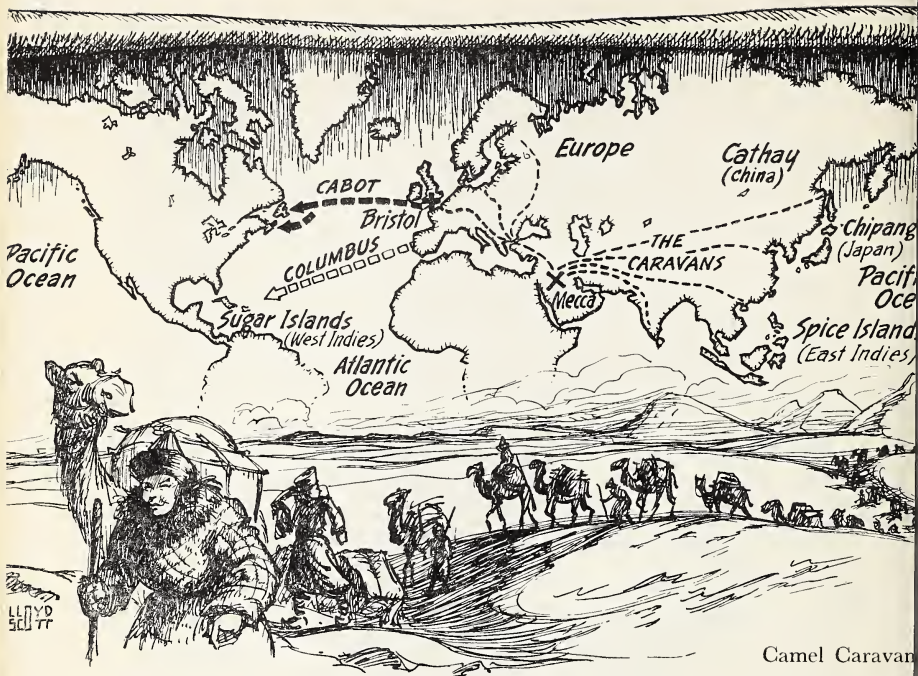 Europe
Cathay
(China)
CABOT
Bristol
Chipang
(Japan)
THE
CARAVANS
Pacific
Ocean
COLUMBUS
Mecca
Pacif
Oce
Sugar Islands
(West Indies)
Spice Island
(East Indies)
Atlantic
Ocean
LLOYD
SCOTT
Camel Caravan